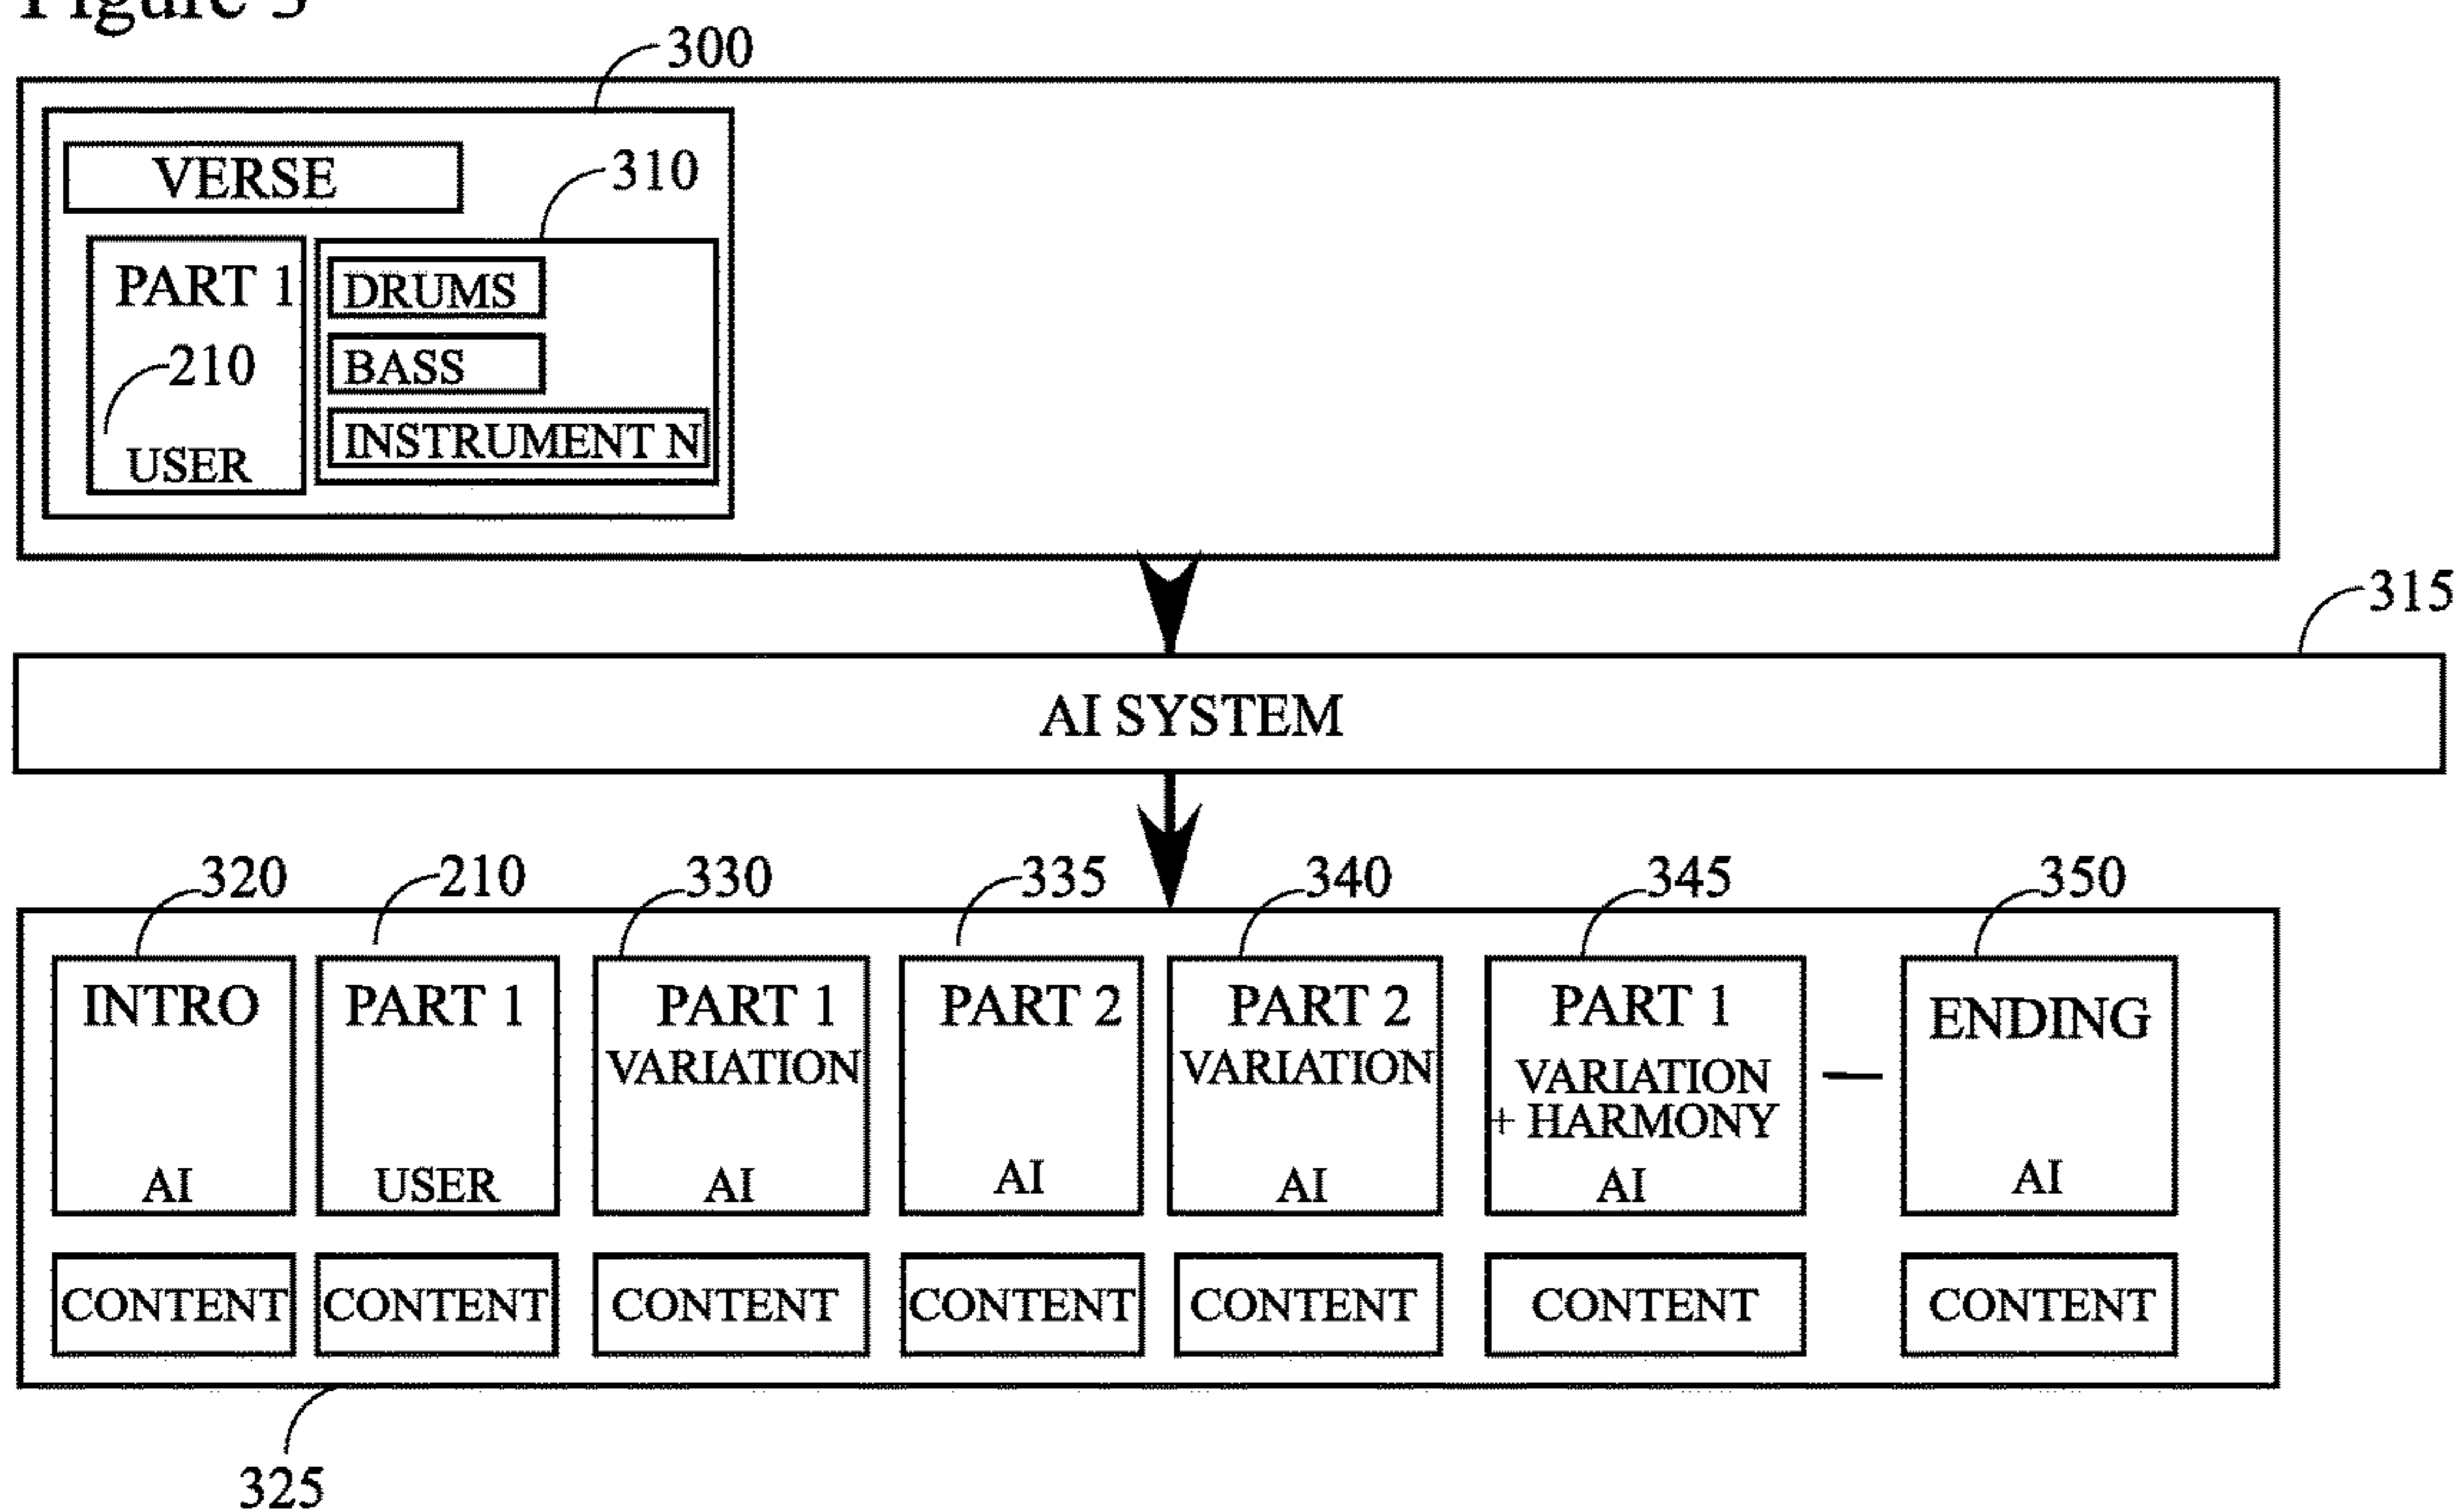 Figure 3
300
VERSE
310
PART 1
DRUMS
210
BASS
INSTRUMENT N
USER
315
AI SYSTEM
320 210 330 335 340 345 350
INTRO PART 1 PART 1 PART 2 PART 2 PART 1 ENDING
VARIATION VARIATION VARIATION
+ HARMONY
AI USER AI AI AI AI AI
CONTENT CONTENT CONTENT CONTENT CONTENT CONTENT CONTENT
325